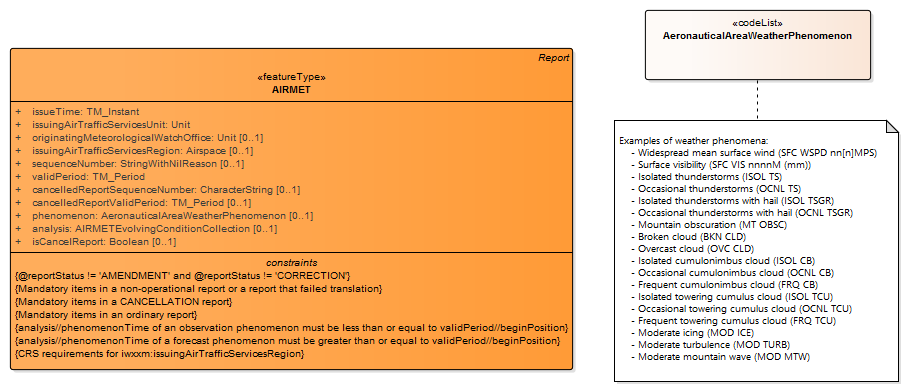 Report
«featureType»
AIRMET
+ issueTime: TM_Instant
+ issuingAirTrafficServicesUnit: Unit
+ originatingMeteorologicalWatchOffice: Unit [0..1]
+ issuingAirTrafficServicesRegion: Airspace [0..1]
+ sequenceNumber: StringWithNilReason [0..1]
+ validPeriod: TM_Period
+ cancelledReportSequenceNumber: CharacterString [0..1]
+ cancelledReportValidPeriod: TM_Period [0..1]
+ phenomenon: AeronauticalAreaWeatherPhenomenon [0..1]
+ analysis: AIRMETEvolvingConditionCollection [0..1]
+ isCancelReport: Boolean [0..1]
constraints
{@reportStatus != 'AMENDMENT' and @reportStatus != 'CORRECTION'}
{Mandatory items in a non-operational report or a report that failed translation}
{Mandatory items in a CANCELLATION report}
{Mandatory items in an ordinary report}
{analysis//phenomenonTime of an observation phenomenon must be less than or equal to validPeriod//beginPosition}
{analysis//phenomenonTime of a forecast phenomenon must be greater than or equal to validPeriod//beginPosition}
{CRS requirements for iwxxm:issuingAirTrafficServicesRegion}
«codeList»
AeronauticalAreaWeatherPhenomenon
Examples of weather phenomena:
- Widespread mean surface wind (SFC WSPD nn[n]MPS)
- Surface visibility (SFC VIS nnnnM (mm))
- Isolated thunderstorms (ISOL TS)
- Occasional thunderstorms (OCNL TS)
- Isolated thunderstorms with hail (ISOL TSGR)
- Occasional thunderstorms with hail (OCNL TSGR)
- Mountain obscuration (MT OBSC)
- Broken cloud (BKN CLD)
- Overcast cloud (OVC CLD)
- Isolated cumulonimbus cloud (ISOL CB)
- Occasional cumulonimbus cloud (OCNL CB)
- Frequent cumulonimbus cloud (FRQ CB)
- Isolated towering cumulus cloud (ISOL TCU)
- Occasional towering cumulus cloud (OCNL TCU)
- Frequent towering cumulus cloud (FRQ TCU)
- Moderate icing (MOD ICE)
- Moderate turbulence (MOD TURB)
- Moderate mountain wave (MOD MTW)